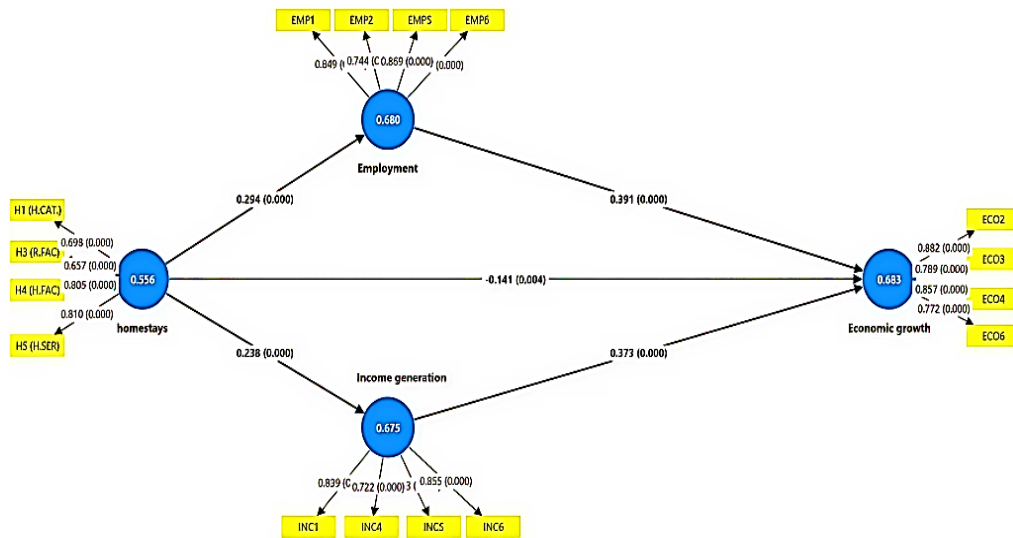 EMP1 EMP2 EMP5 EMP6
0.849 0.744 0.869 (0.000) (0.000)
0.680
Employment
0.294 (0.000)
0.391 (0.000)
H1 {H.CAT.}
0.698 (0.000)
H3 {R.FAC}
0.657 (0.000)
H4 {H.FAC}
0.805 (0.000)
0.810 (0.000)
H5 {H.SER}
0.556
homestays
-0.141 (0.004)
ECO2
0.882 (0.000)
ECO3
0.789 (0.000)
0.683
0.857 (0.000)
ECO4
0.772 (0.000)
ECO6
Economic growth
0.238 (0.000)
0.373 (0.000)
Income generation
0.675
0.839 0.722 (0.000) 0.855 (0.000)
INC1 INC4 INC5 INC6